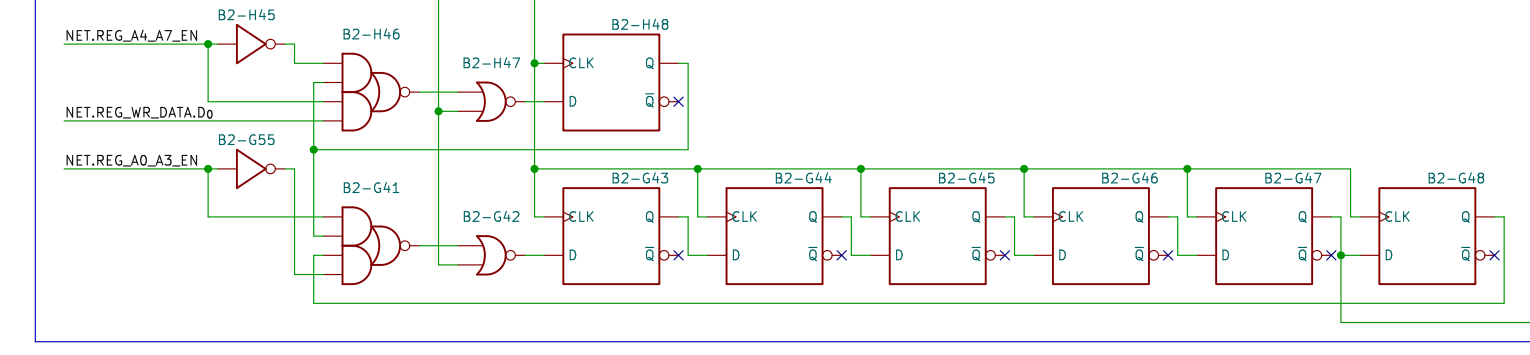 B2-H45
B2-H48
NET.REG_A4_A7_EN
B2-H46
B2-H47
CLK
Q
D
Q
NET.REG_WR_DATA.D0
B2-G55
NET.REG_A0_A3_EN
B2-G41
B2-G42
B2-G43
B2-G44
B2-G45
B2-G46
B2-G47
B2-G48
CLK Q CLK Q CLK Q CLK Q CLK Q CLK Q
D Q D Q D Q D Q D Q D Q